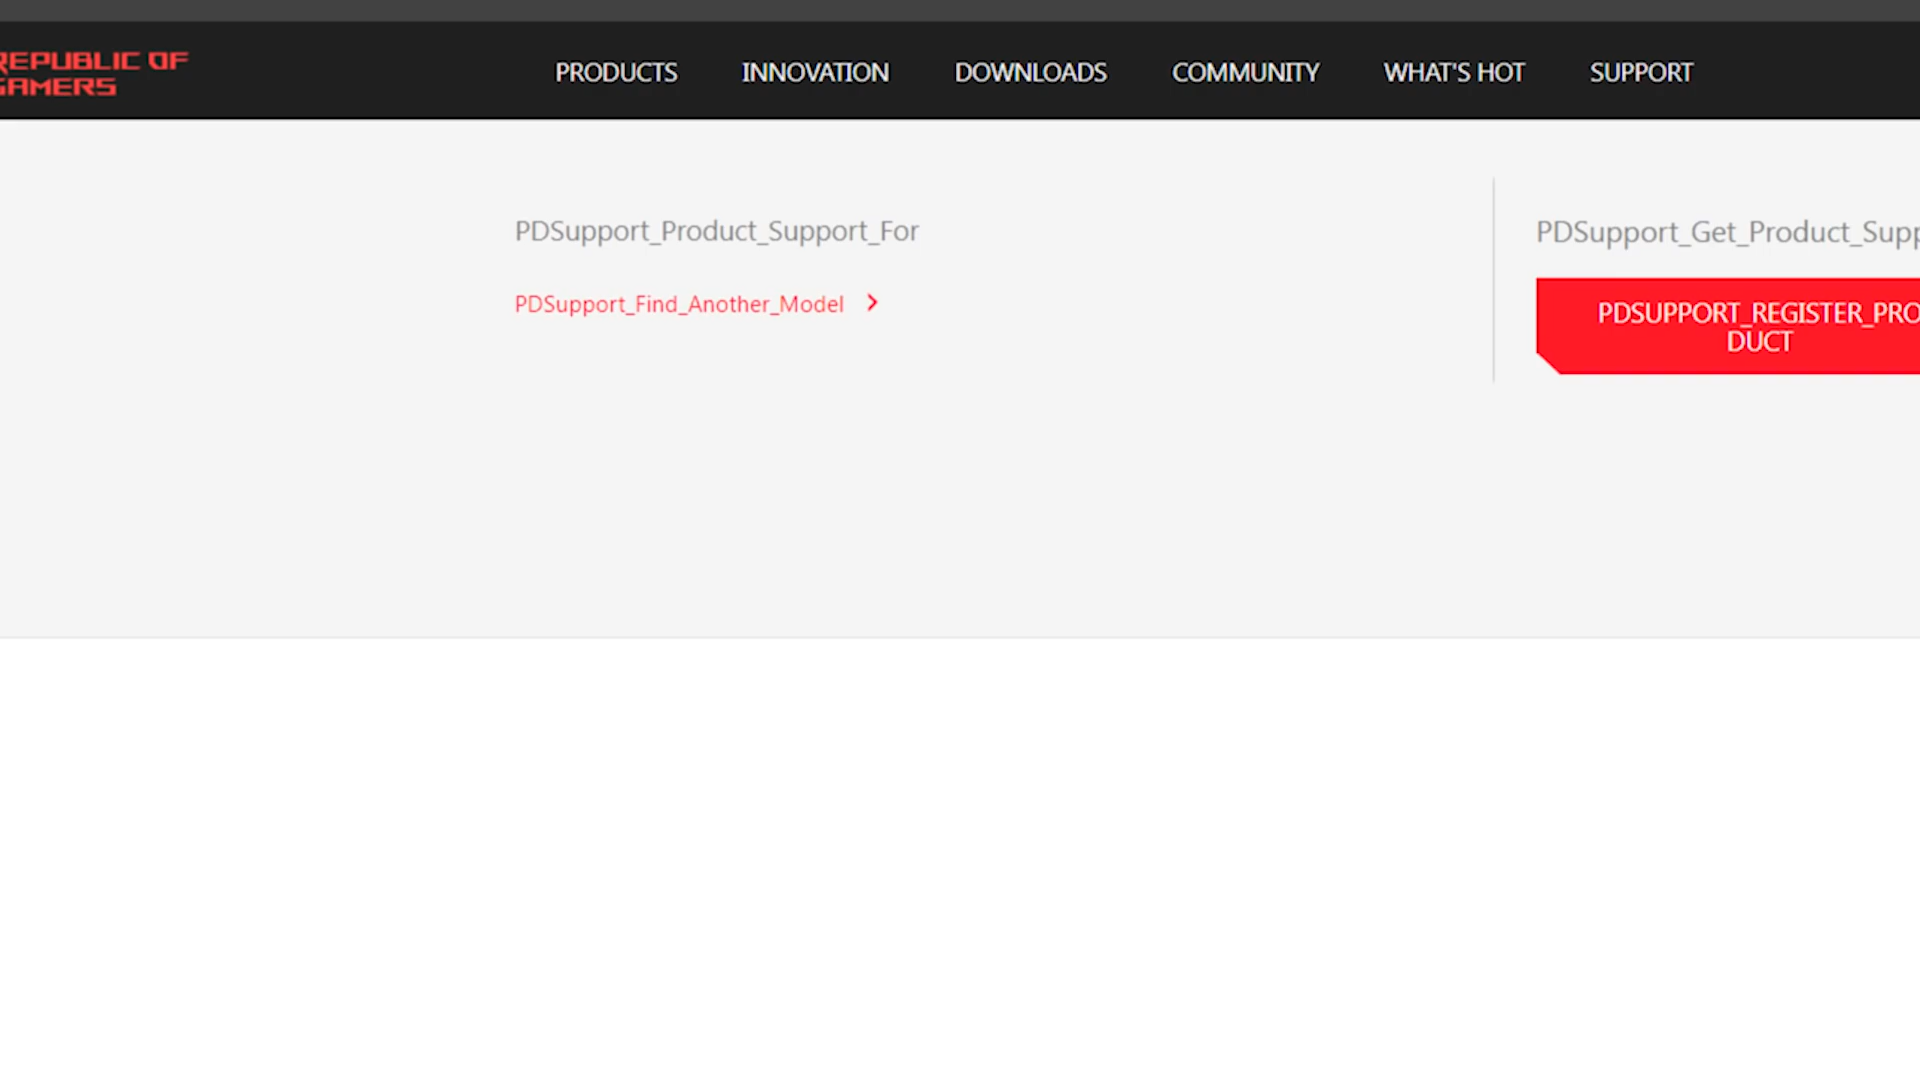 REPUBLIC OF
GAMERS
PRODUCTS INNOVATION DOWNLOADS COMMUNITY WHAT'S HOT SUPPORT
PDSupport_Product_Support_For
PDSupport_Find_Another_Model
PDSupport_Get_Product_Supp
PDSUPPORT_REGISTER_PRO
DUCT